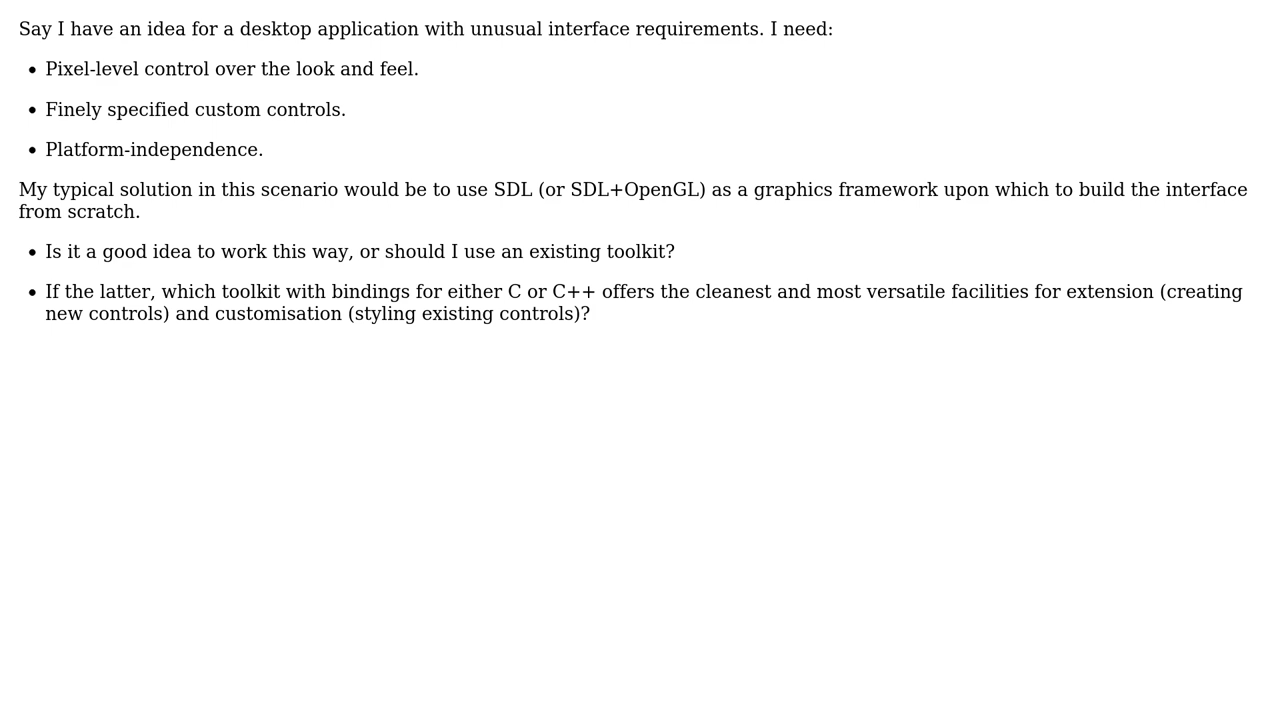 Say I have an idea for a desktop application with unusual interface requirements. I need:
• Pixel-level control over the look and feel.
• Finely specified custom controls.
• Platform-independence.
My typical solution in this scenario would be to use SDL (or SDL+OpenGL) as a graphics framework upon which to build the interface
from scratch.
• Is it a good idea to work this way, or should I use an existing toolkit?
• If the latter, which toolkit with bindings for either C or C++ offers the cleanest and most versatile facilities for extension (creating
new controls) and customisation (styling existing controls)?